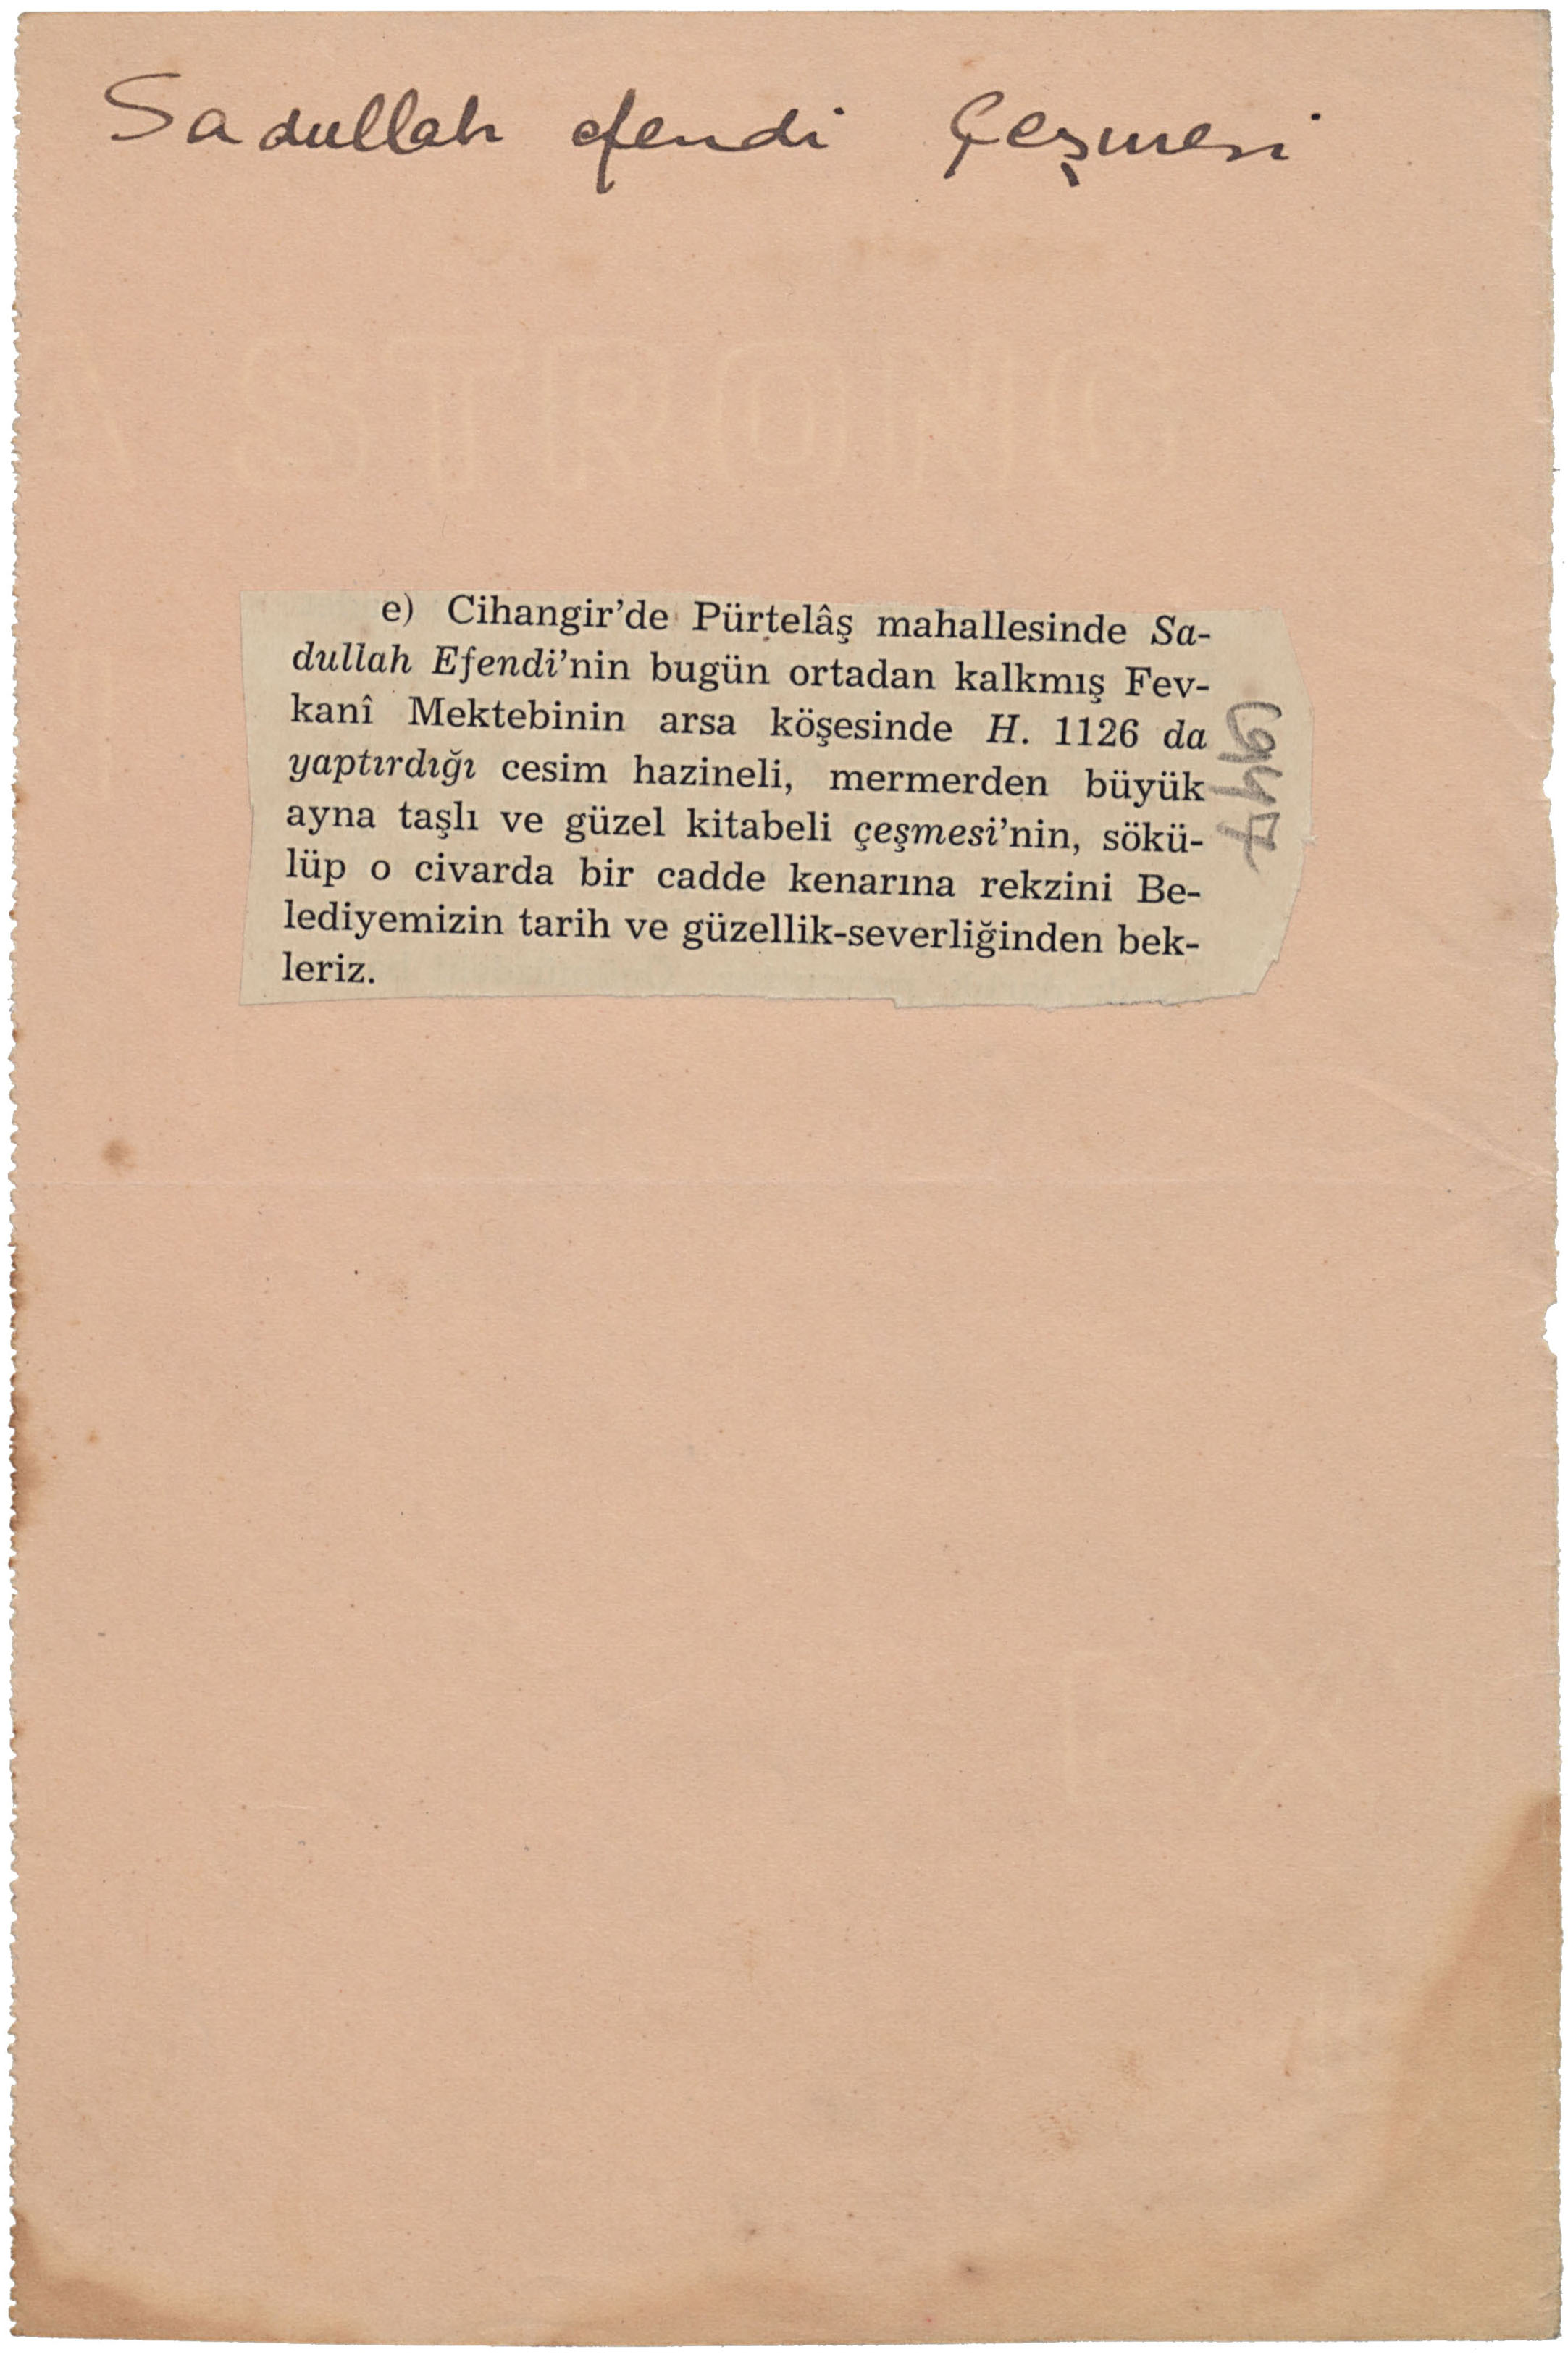 Sadullah efendi Çeşmesi
STRONG
e) Cihangir'de Pürtelâş mahallesinde Sa-
dullah Efendi'nin bugün ortadan kalkmış Fev-
kanî Mektebinin arsa köşesinde H. 1126 da
yaptırdığı cesim hazineli, mermerden büyük
ayna taşlı ve güzel kitabeli çeşmesi'nin, sökü-
lüp o civarda bir cadde kenarına rekzini Be-
lediyemizin tarih ve güzellik-severliğinden bek-
leriz.